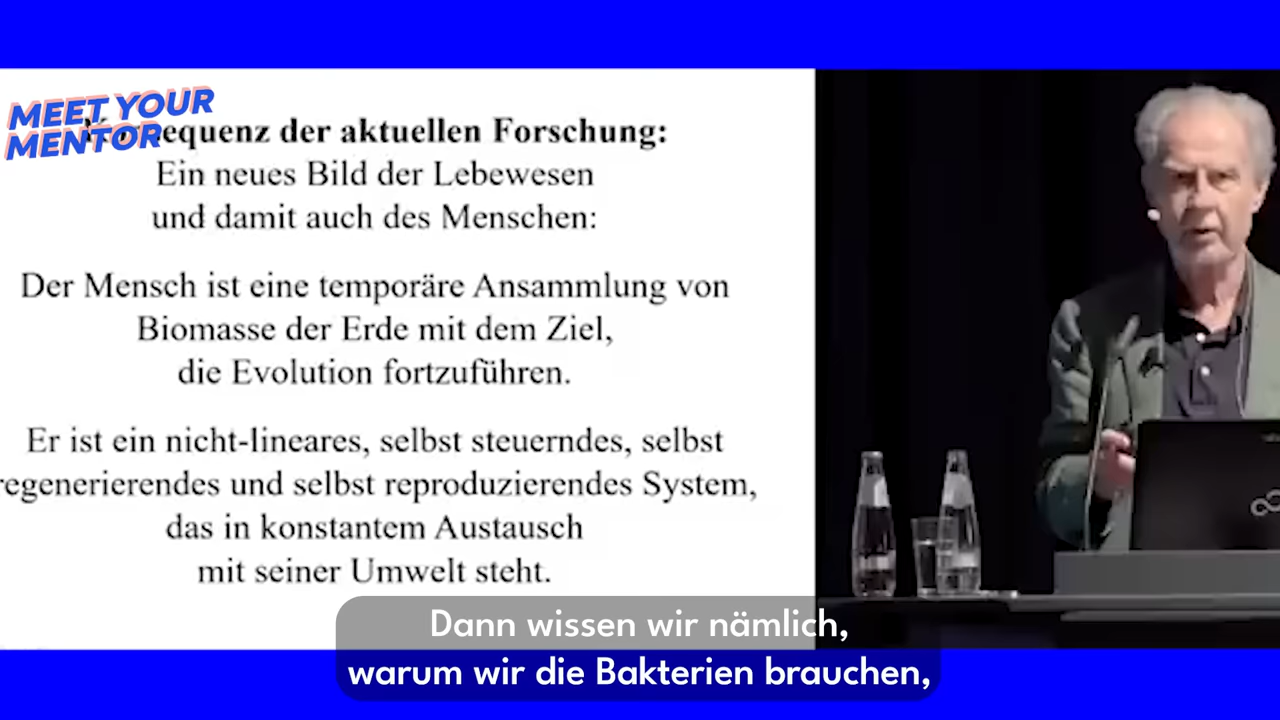 MEET YOUR
MENTOR
der aktuellen Forschung:
Ein neues Bild der Lebewesen
und damit auch des Menschen:
Der Mensch ist eine temporäre Ansammlung von
Biomasse der Erde mit dem Ziel,
die Evolution fortzuführen.
Er ist ein nicht-lineares, selbst steuerndes, selbst
regenerierendes und selbst reproduzierendes System,
das in konstantem Austausch
mit seiner Umwelt steht.
Dann wissen wir nämlich,
warum wir die Bakterien brauchen,